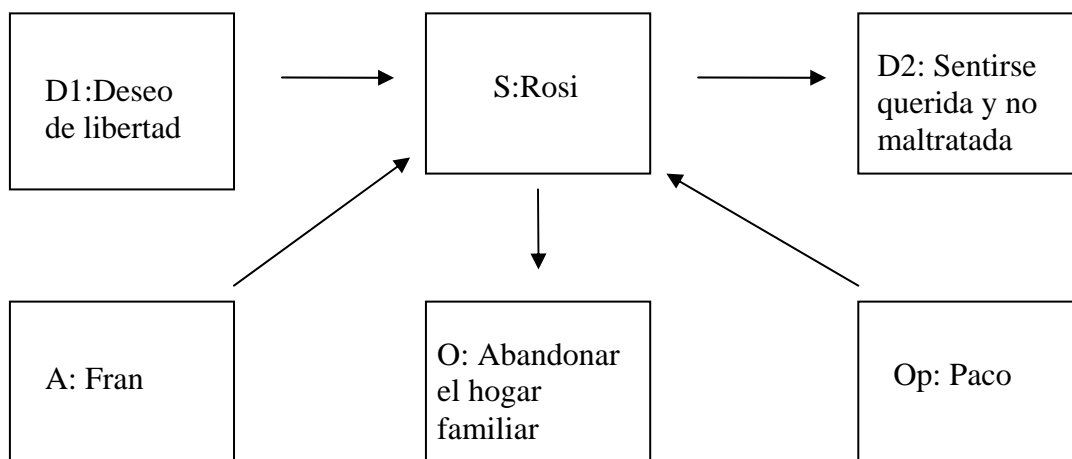 D1:Deseo
de libertad
S:Rosi
D2: Sentirse
querida y no
maltratada
A: Fran
O: Abandonar
el hogar
familiar
Op: Paco